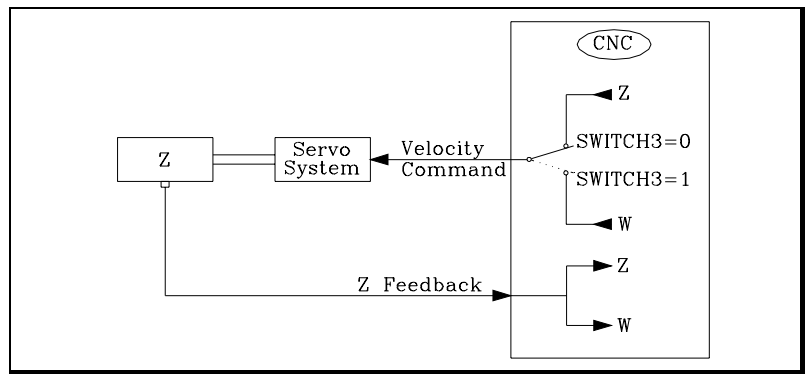 CNC
Z
SWITCH3=0
Velocity
Command
Servo
System
Z
SWITCH3=1
W
Z
Z Feedback
W